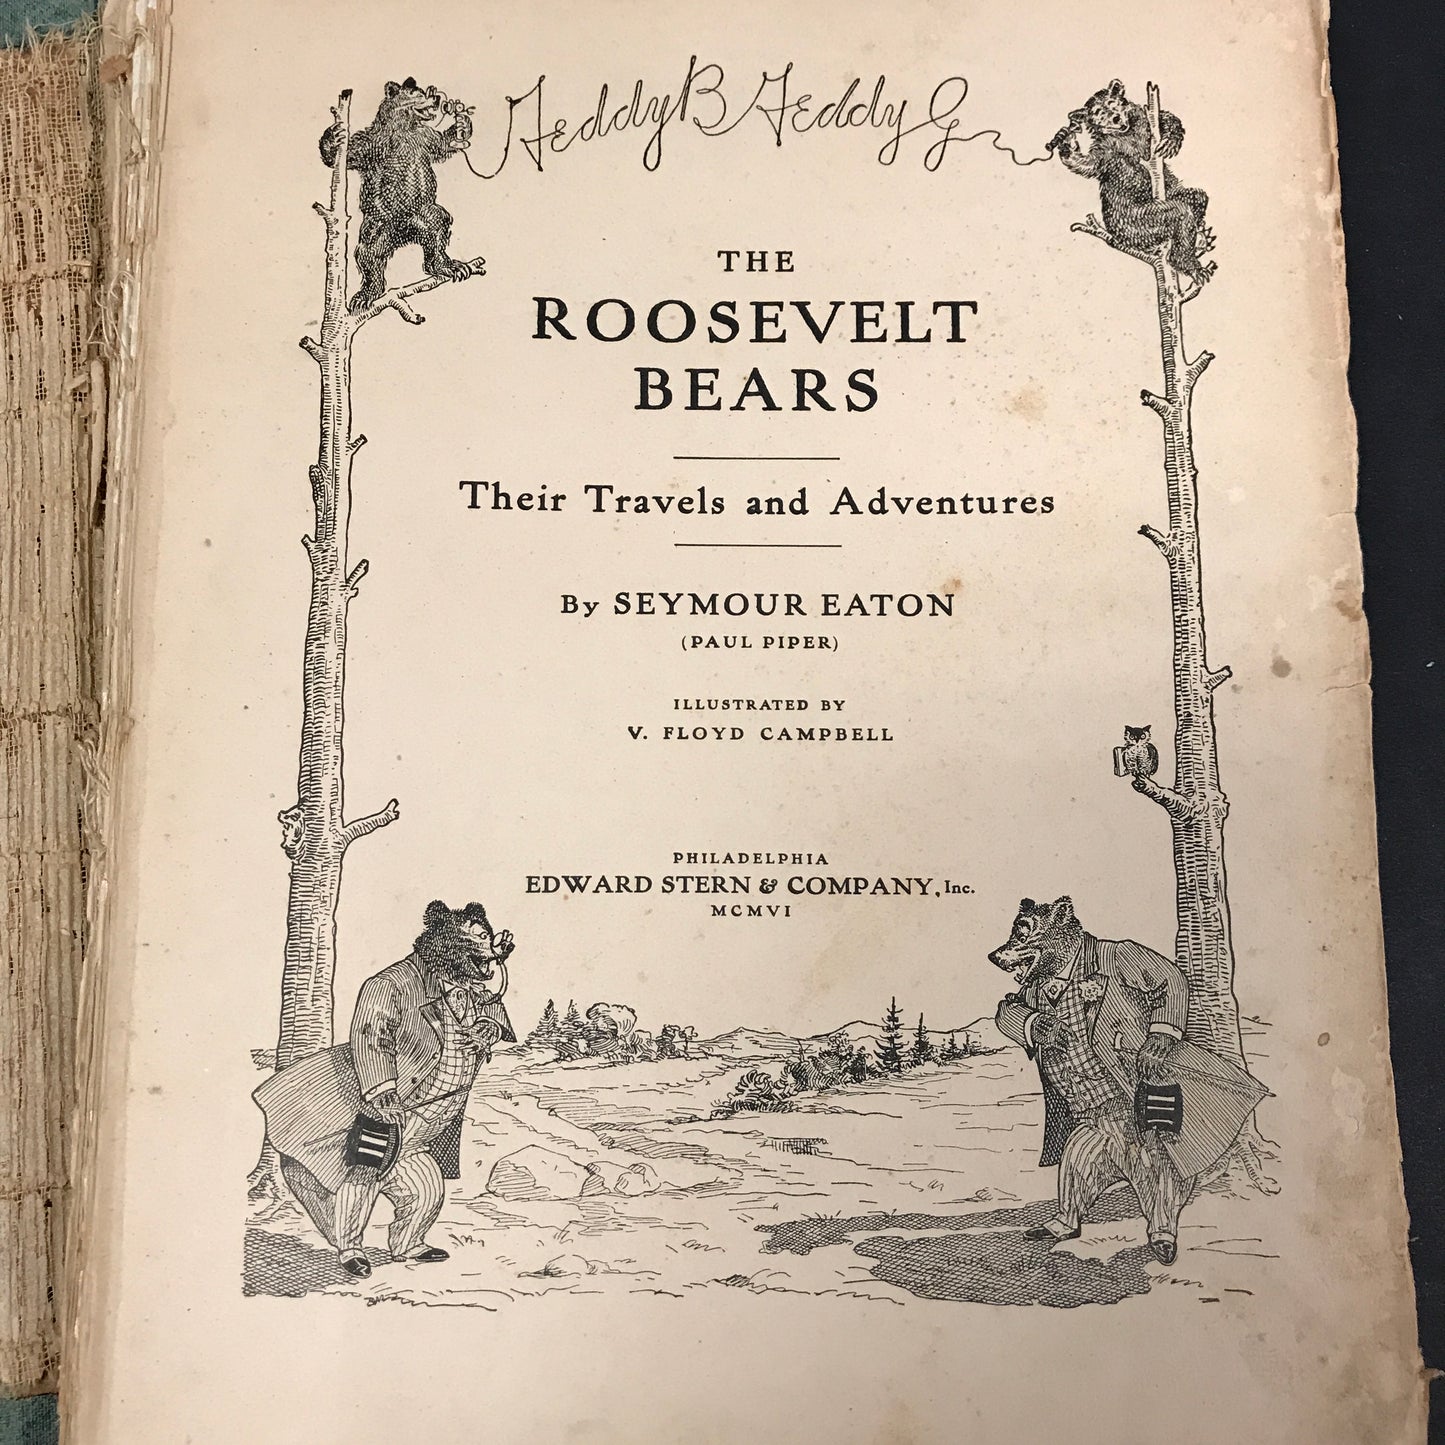 Teddy B Teddy G
THE
ROOSEVELT
BEARS
Their Travels and Adventures
By SEYMOUR EATON
(PAUL PIPER)
ILLUSTRATED BY
V. FLOYD CAMPBELL
PHILADELPHIA
EDWARD STERN & COMPANY, Inc.
MCMVI